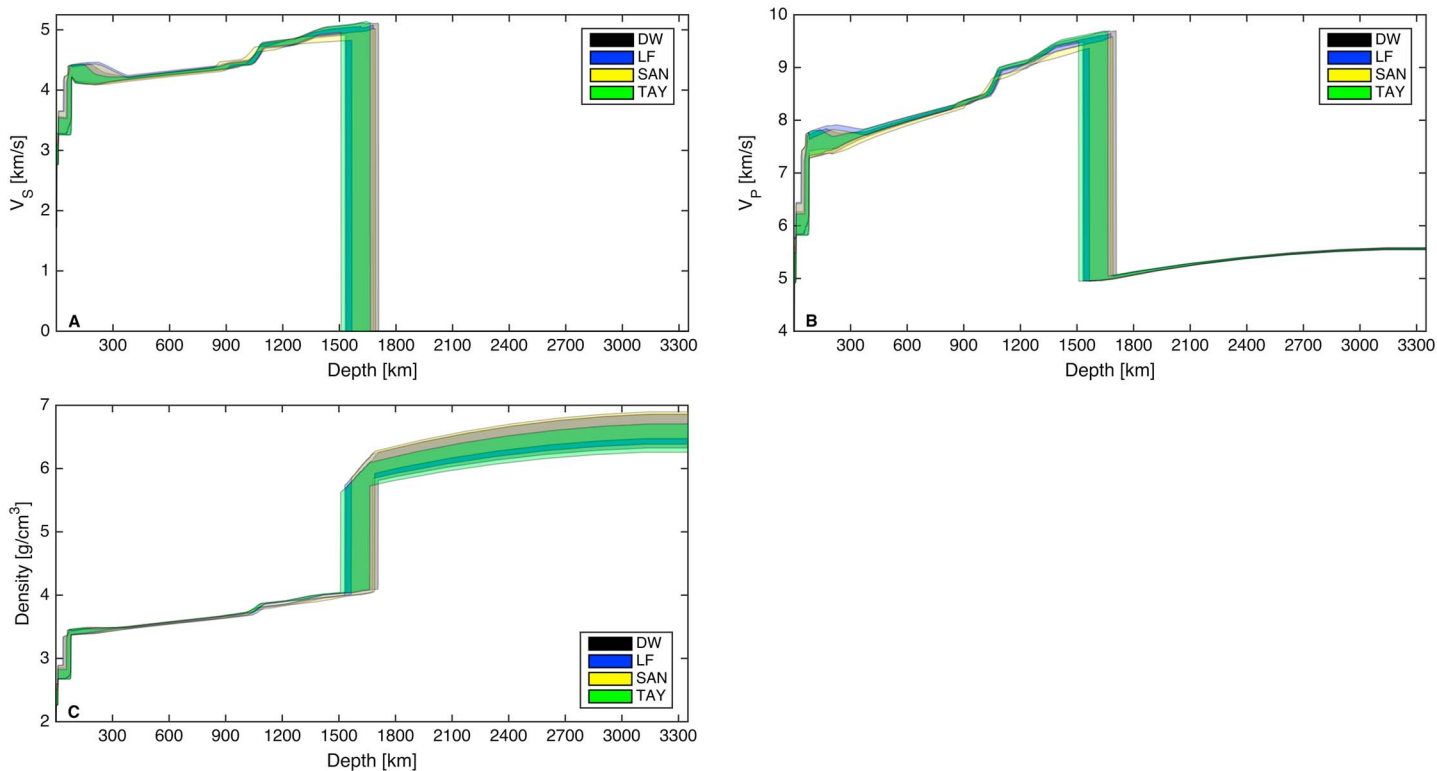 5
4
3
2
1
0
V_S [km/s]
DW
LF
SAN
TAY
A
300 600 900 1200 1500 1800 2100 2400 2700 3000 3300
Depth [km]
10
9
8
7
6
5
4
V_P [km/s]
DW
LF
SAN
TAY
B
300 600 900 1200 1500 1800 2100 2400 2700 3000 3300
Depth [km]
7
6
5
4
3
2
Density [g/cm³]
DW
LF
SAN
TAY
C
300 600 900 1200 1500 1800 2100 2400 2700 3000 3300
Depth [km]